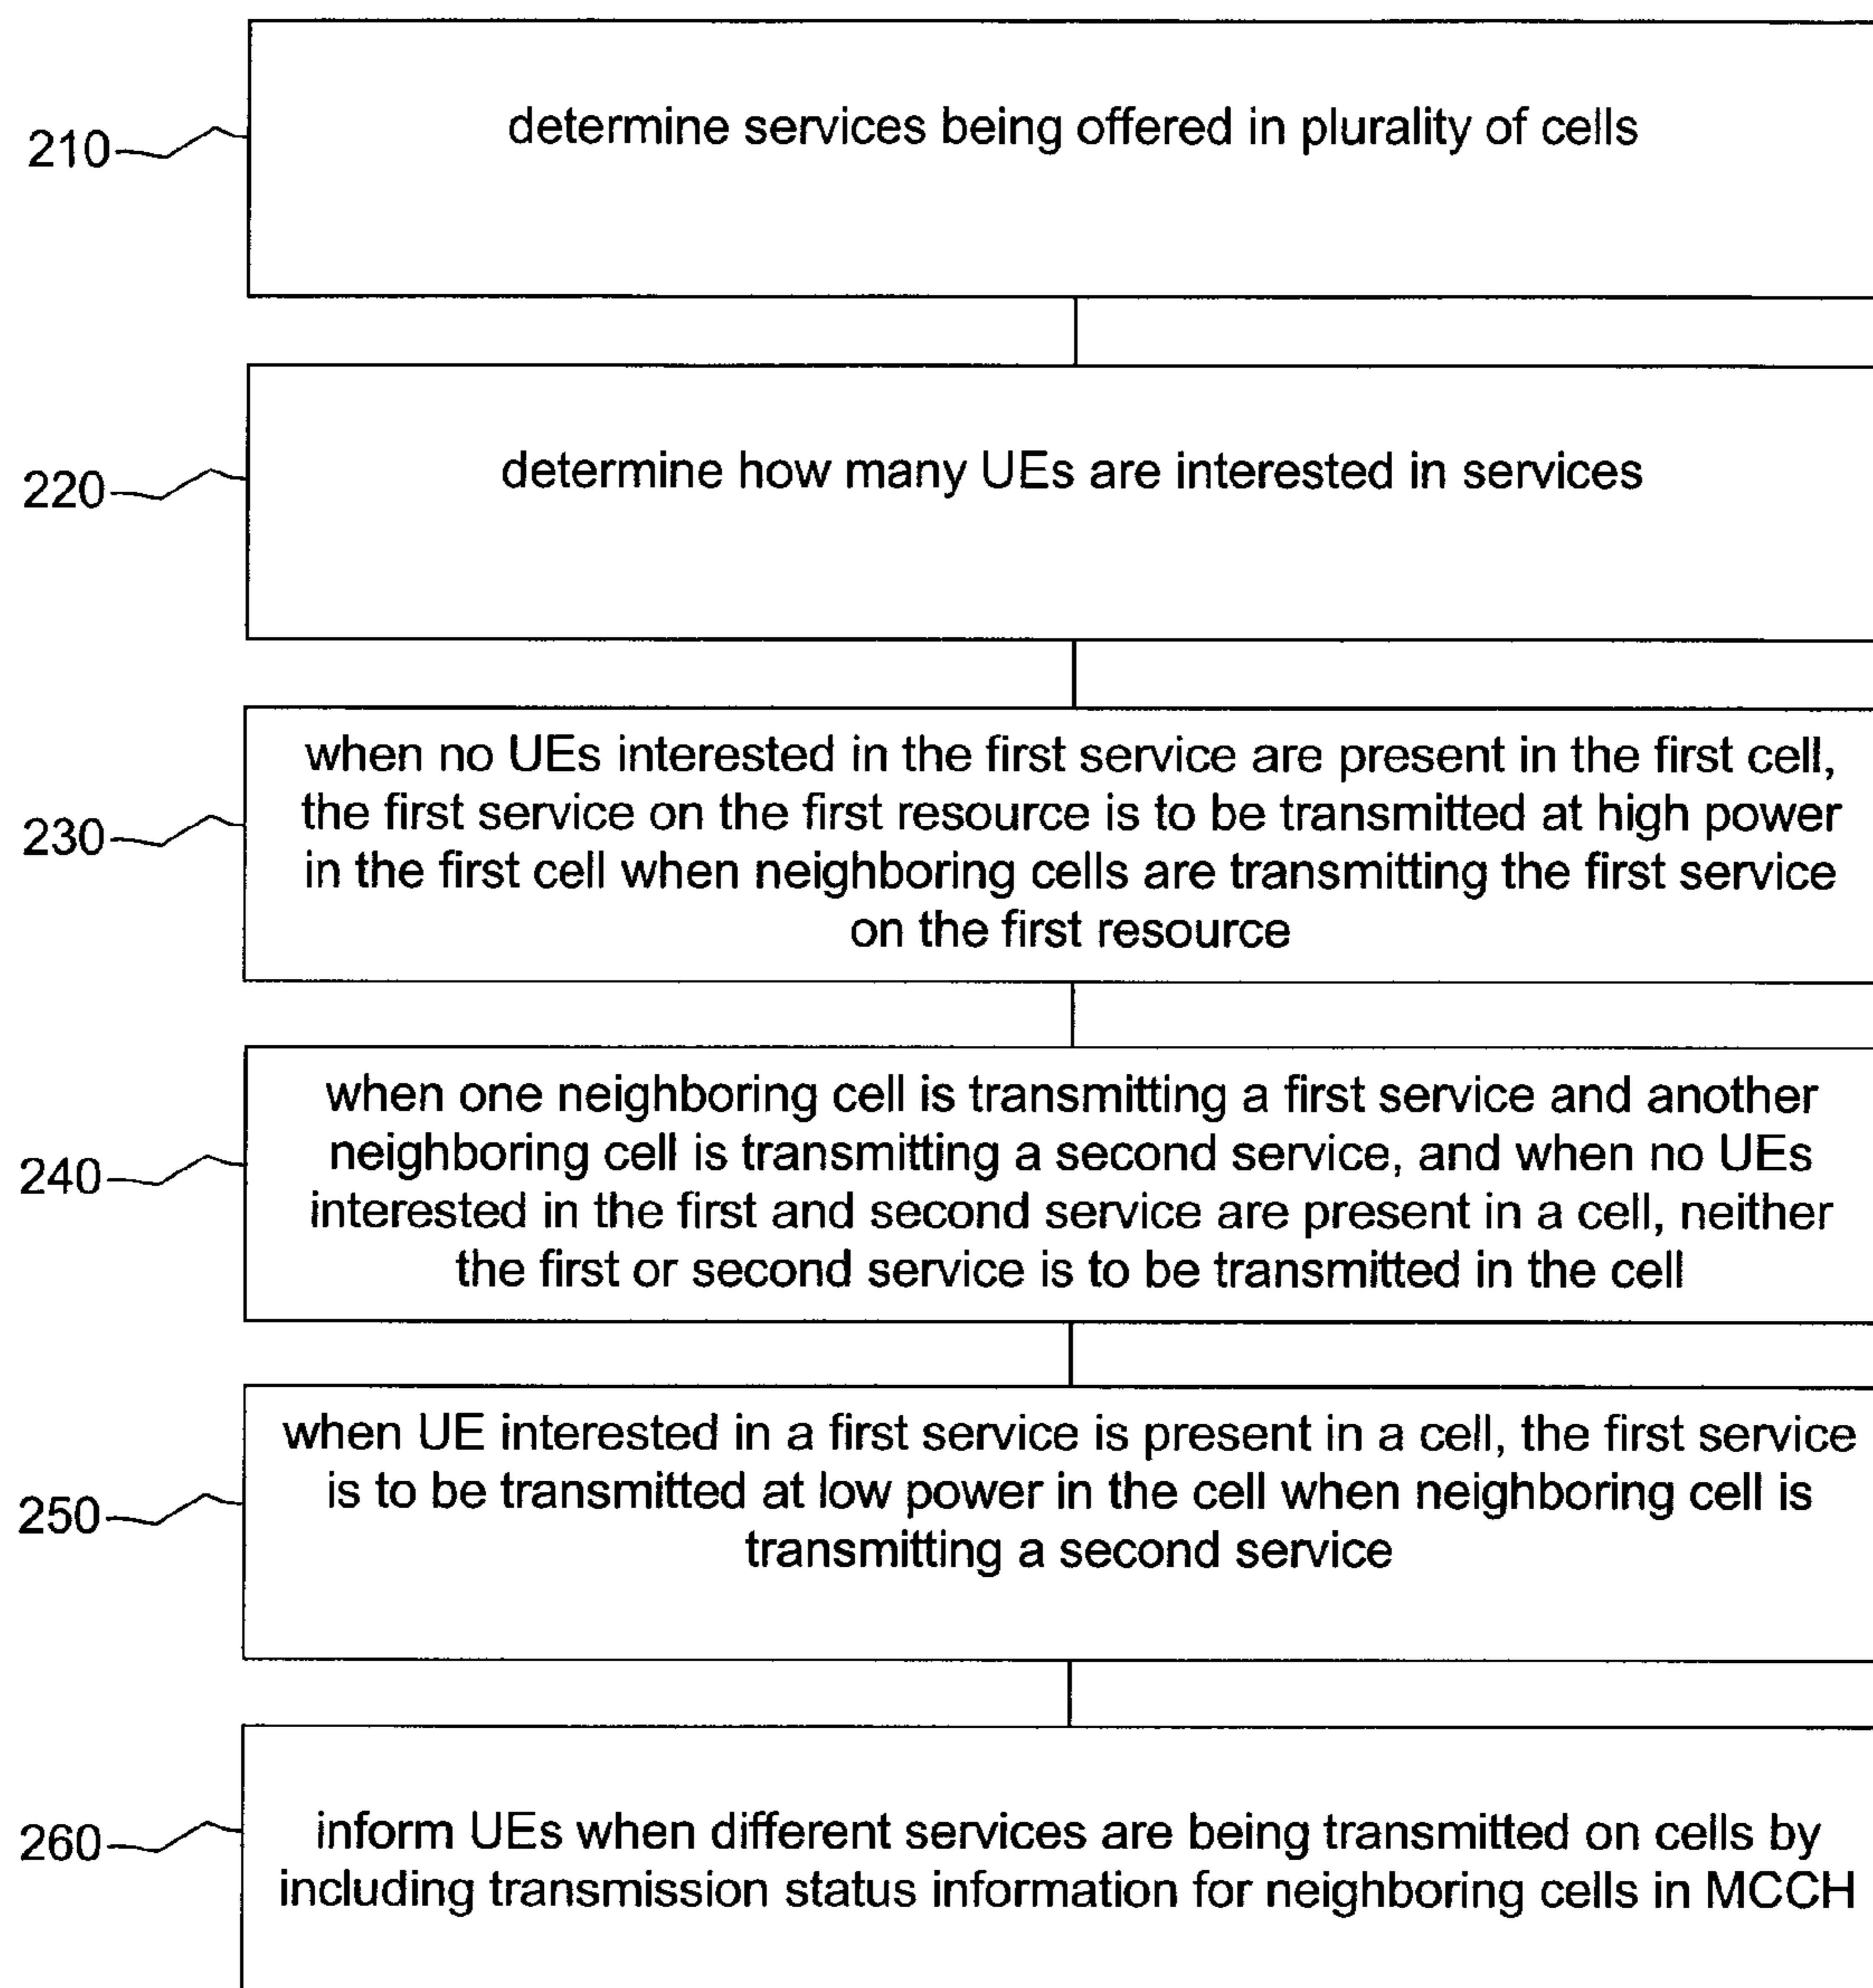 210
determine services being offered in plurality of cells
220
determine how many UEs are interested in services
230
when no UEs interested in the first service are present in the first cell,
the first service on the first resource is to be transmitted at high power
in the first cell when neighboring cells are transmitting the first service
on the first resource
240
when one neighboring cell is transmitting a first service and another
neighboring cell is transmitting a second service, and when no UEs
interested in the first and second service are present in a cell, neither
the first or second service is to be transmitted in the cell
250
when UE interested in a first service is present in a cell, the first service
is to be transmitted at low power in the cell when neighboring cell is
transmitting a second service
260
inform UEs when different services are being transmitted on cells by
including transmission status information for neighboring cells in MCCH